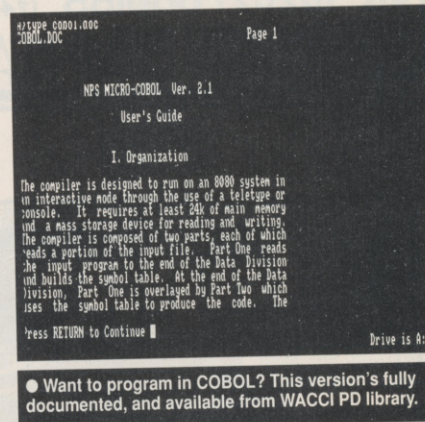 COBOL.DOC Page 1
NPS MICRO-COBOL Ver. 2.1
User's Guide
I. Organization
The compiler is designed to run on an 8080 system in
an interactive mode through the use of a teletype or
console. It requires at least 24k of main memory
and a mass storage device for reading and writing.
The compiler is composed of two parts, each of which
reads a portion of the input file. Part One reads
the input program to the end of the Data Division
and builds the symbol table. At the end of the Data
Division, Part One is overlayed by Part Two which
uses the symbol table to produce the code. The
Press RETURN to Continue
Drive is A:
● Want to program in COBOL? This version's fully
documented, and available from WACCI PD library.